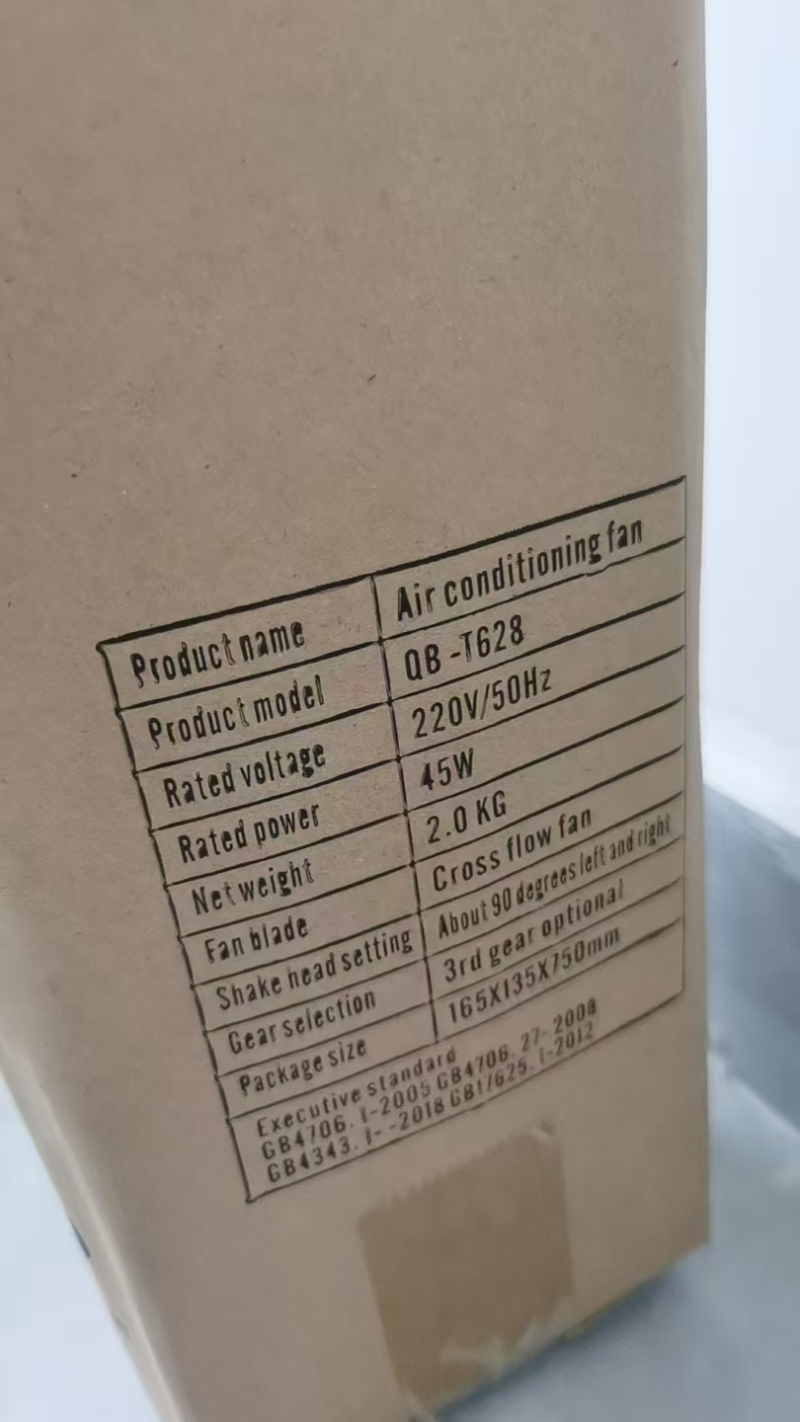 Product name Air conditioning fan
Product model QB-T628
Rated voltage 220V/50Hz
Rated power 45W
Net weight 2.0 KG
Fan blade Cross flow fan
Shake head setting About 90 degrees left and right
Gear selection 3rd gear optional
Package size 165X135X750mm
Executive standard
GB4706. 1-2005 GB4706. 27- 2008
GB4343. 1- -2018 GB17625. 1-2012